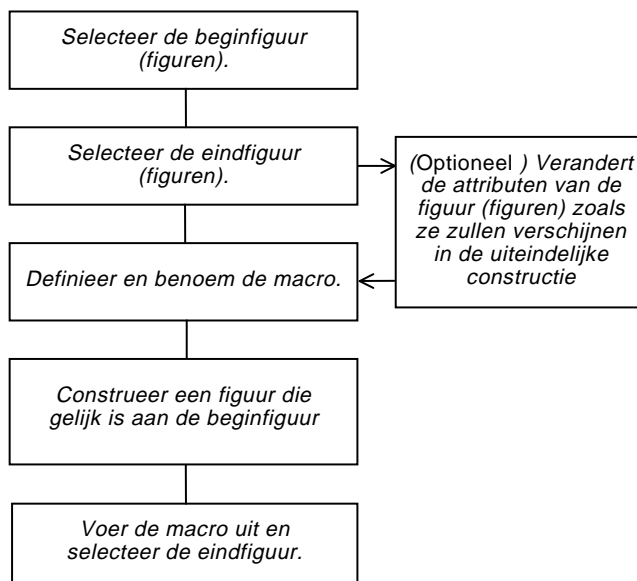 Selecteer de beginfiguur
(figuren).
Selecteer de eindfiguur
(figuren).
(Optioneel ) Verandert
de attributen van de
figuur (figuren) zoals
ze zullen verschijnen
in de uiteindelijke
constructie
Definieer en benoem de macro.
Construeer een figuur die
gelijk is aan de beginfiguur
Voer de macro uit en
selecteer de eindfiguur.